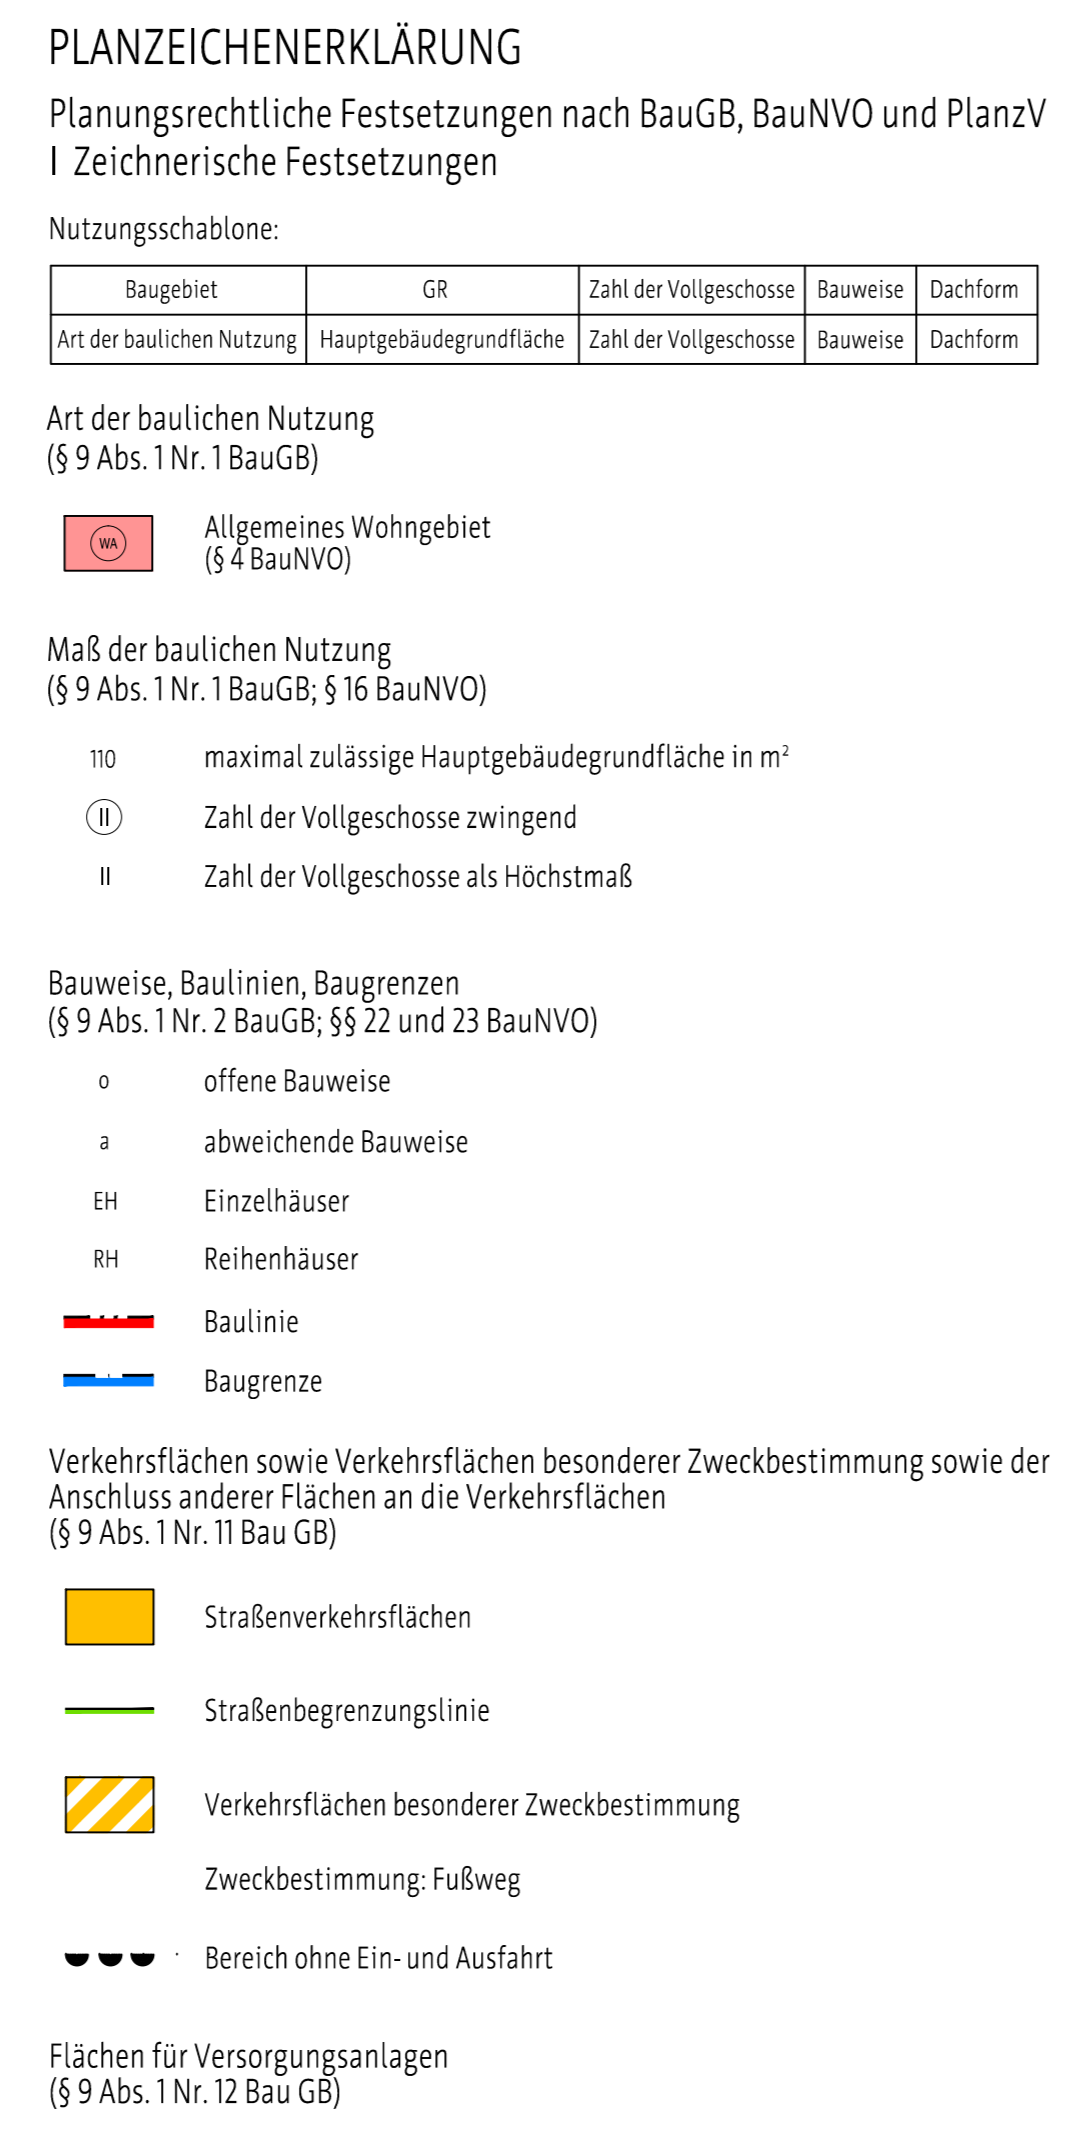 PLANZEICHENERKLÄRUNG
Planungsrechtliche Festsetzungen nach BauGB, BauNVO und PlanzV
I Zeichnerische Festsetzungen
Nutzungsschablone:
Baugebiet GR Zahl der Vollgeschosse Bauweise Dachform
Art der baulichen Nutzung Hauptgebäudegrundfläche Zahl der Vollgeschosse Bauweise Dachform
Art der baulichen Nutzung
(§ 9 Abs. 1 Nr. 1 BauGB)
WA Allgemeines Wohngebiet
(§ 4 BauNVO)
Maß der baulichen Nutzung
(§ 9 Abs. 1 Nr. 1 BauGB; § 16 BauNVO)
110 maximal zulässige Hauptgebäudegrundfläche in m²
II Zahl der Vollgeschosse zwingend
II Zahl der Vollgeschosse als Höchstmaß
Bauweise, Baulinien, Baugrenzen
(§ 9 Abs. 1 Nr. 2 BauGB; §§ 22 und 23 BauNVO)
o offene Bauweise
a abweichende Bauweise
EH Einzelhäuser
RH Reihenhäuser
Baulinie
Baugrenze
Verkehrsflächen sowie Verkehrsflächen besonderer Zweckbestimmung sowie der
Anschluss anderer Flächen an die Verkehrsflächen
(§ 9 Abs. 1 Nr. 11 Bau GB)
Straßenverkehrsflächen
Straßenbegrenzungslinie
Verkehrsflächen besonderer Zweckbestimmung
Zweckbestimmung: Fußweg
Bereich ohne Ein- und Ausfahrt
Flächen für Versorgungsanlagen
(§ 9 Abs. 1 Nr. 12 Bau GB)